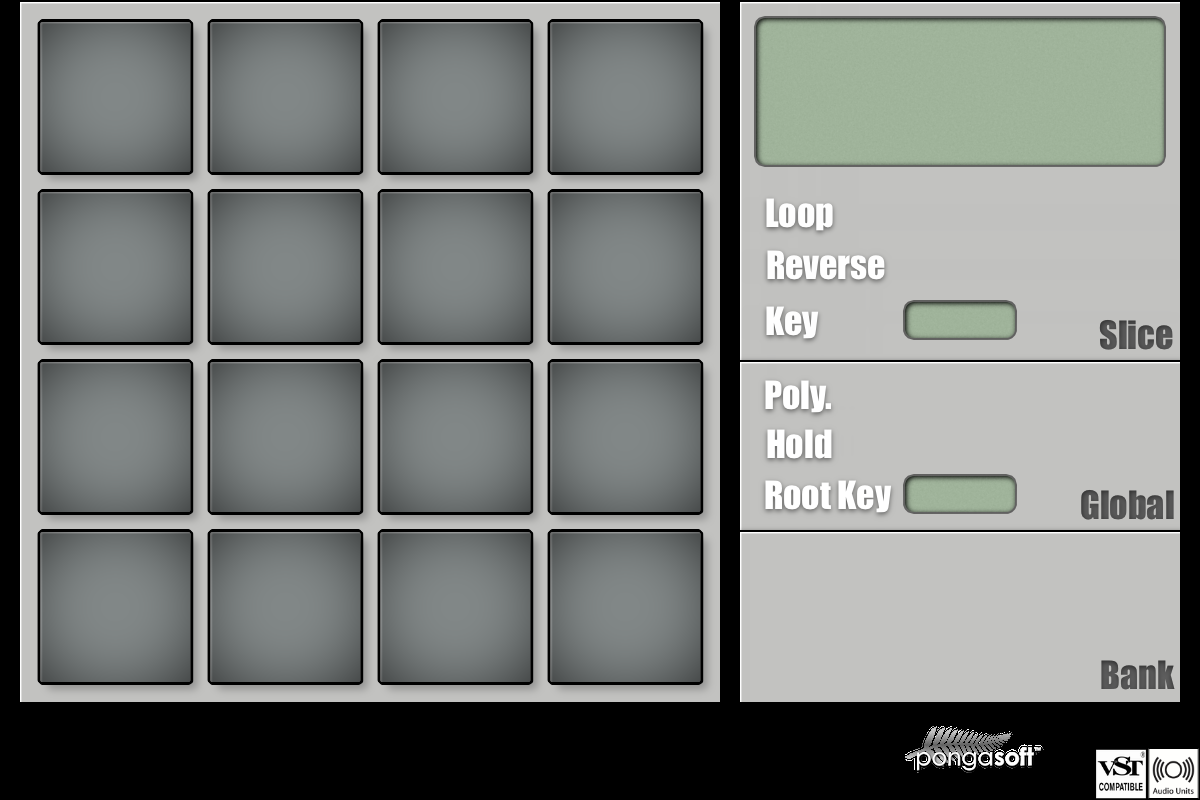 Loop
Reverse
Key
Slice
Poly.
Hold
Root Key
Global
Bank
pongasoft™
VST®
COMPATIBLE
Audio Units